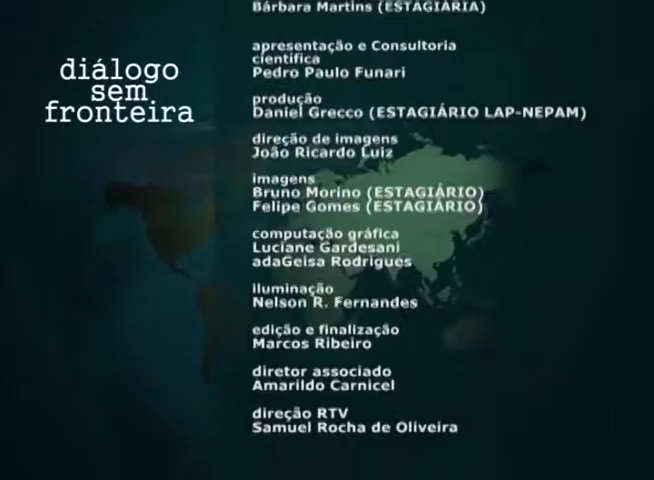 Bárbara Martins (ESTAGIÁRIA)
diálogo
sem
fronteira
apresentação e Consultoria
científica
Pedro Paulo Funari
produção
Daniel Grecco (ESTAGIÁRIO LAP-NEPAM)
direção de imagens
João Ricardo Luiz
imagens
Bruno Morino (ESTAGIÁRIO)
Felipe Gomes (ESTAGIÁRIO)
computação gráfica
Luciane Gardesani
adaGeisa Rodrigues
iluminação
Nelson R. Fernandes
edição e finalização
Marcos Ribeiro
diretor associado
Amarildo Carnicel
direção RTV
Samuel Rocha de Oliveira